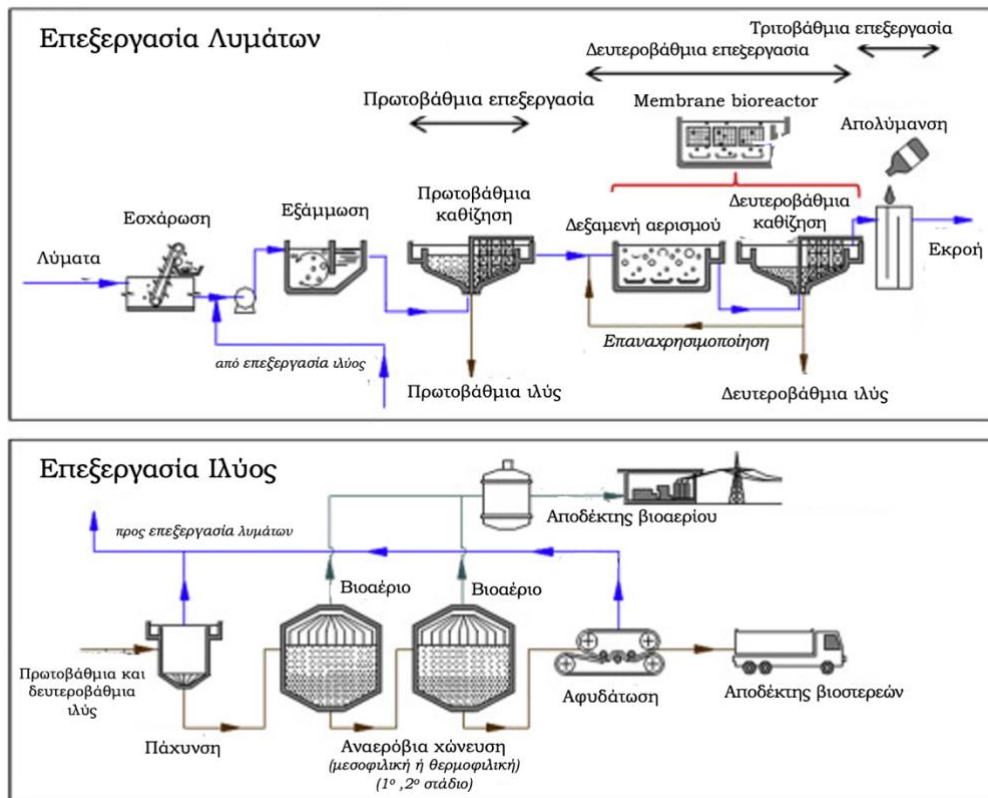 Επεξεργασία Λυμάτων
Τριτοβάθμια επεξεργασία
Δευτεροβάθμια επεξεργασία
Πρωτοβάθμια επεξεργασία
Membrane bioreactor
Απολύμανση
Εσχάρωση
Εξάμμωση
Πρωτοβάθμια
καθίζηση
Δεξαμενή αερισμού
Δευτεροβάθμια
καθίζηση
Λύματα
Εκροή
από επεξεργασία ιλύος
Επαναχρησιμοποίηση
Πρωτοβάθμια ιλύς
Δευτεροβάθμια ιλύς
Επεξεργασία Ιλύος
Αποδέκτης βιοαερίου
προς επεξεργασία λυμάτων
Βιοαέριο
Βιοαέριο
Πρωτοβάθμια και
δευτεροβάθμια
ιλύς
Πάχυνση
Αναερόβια χώνευση
(μεσοφιλική ή θερμοφιλική)
(1º ,2º στάδιο)
Αφυδάτωση
Αποδέκτης βιοστερεών